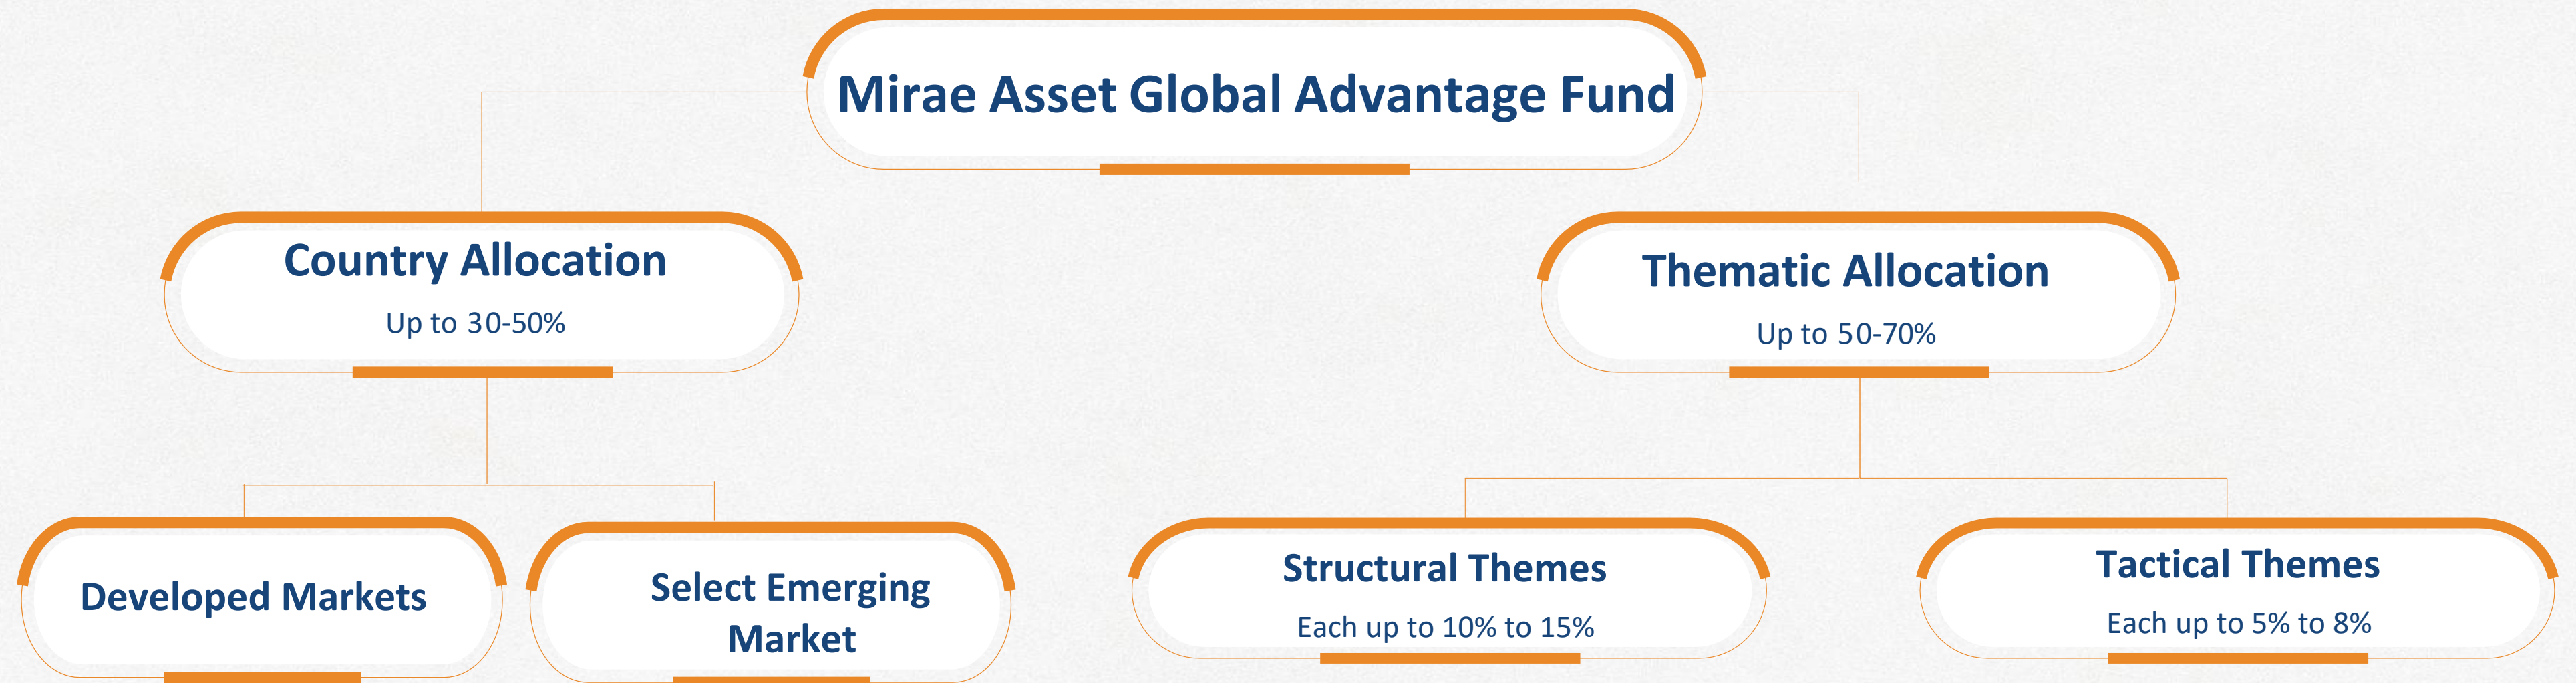 Mirae Asset Global Advantage Fund
Country Allocation
Up to 30-50%
Thematic Allocation
Up to 50-70%
Developed Markets
Select Emerging
Market
Structural Themes
Each up to 10% to 15%
Tactical Themes
Each up to 5% to 8%